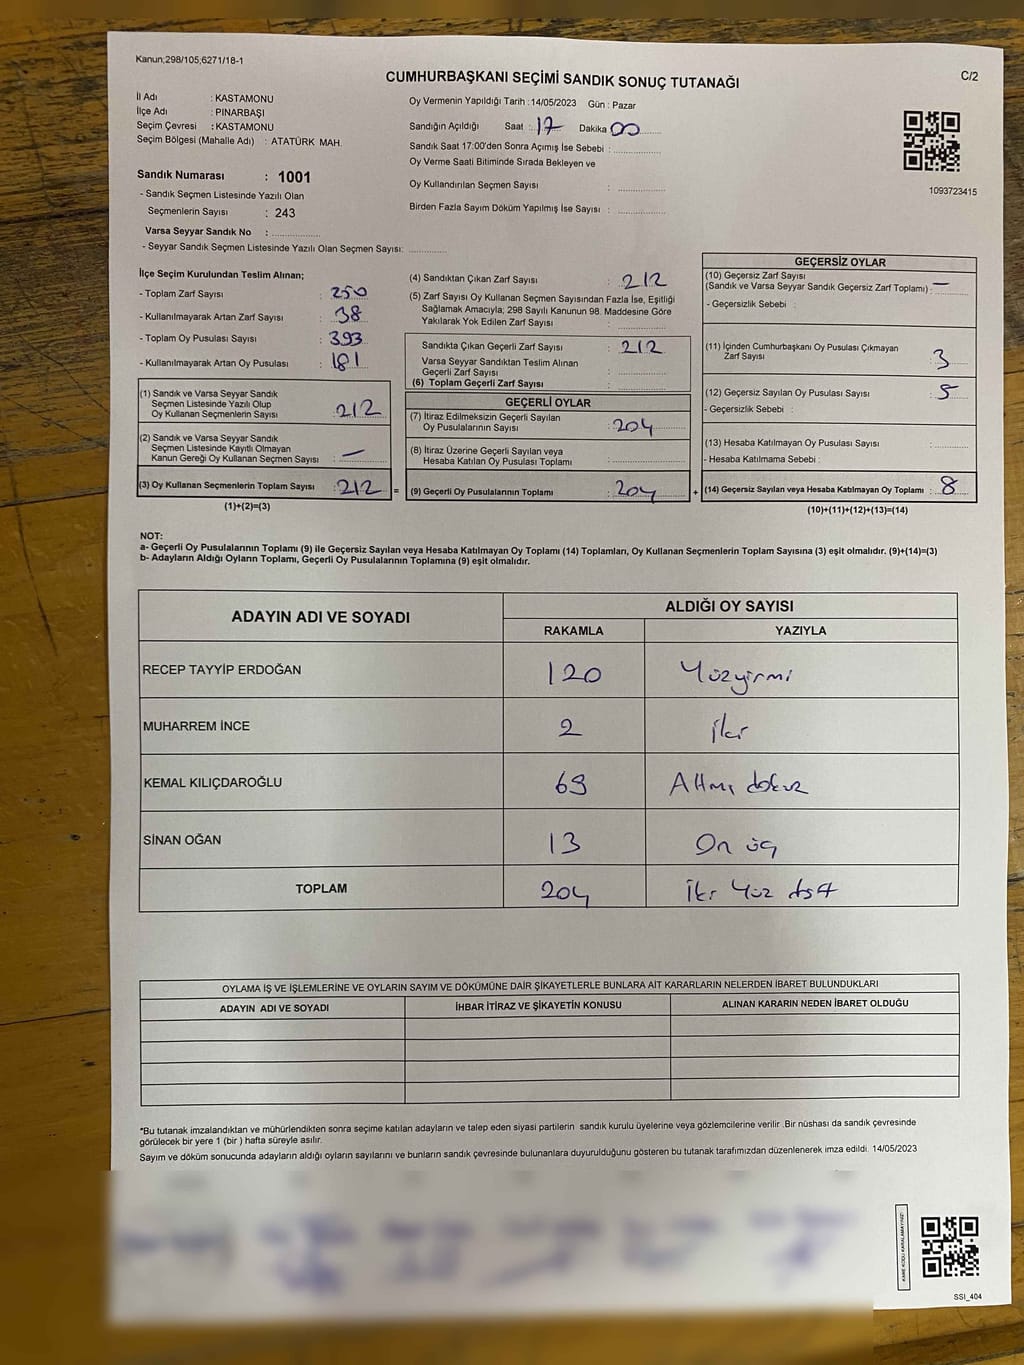 Kanun;298/105,6271/18-1
CUMHURBAŞKANI SEÇİMİ SANDIK SONUÇ TUTANAĞI
C/2
İl Adı : KASTAMONU
İlçe Adı : PINARBAŞI
Seçim Çevresi : KASTAMONU
Seçim Bölgesi (Mahalle Adı) : ATATÜRK MAH.
Oy Vermenin Yapıldığı Tarih : 14/05/2023 Gün : Pazar
Sandığın Açıldığı Saat : 17 Dakika 00
Sandık Saat 17:00'den Sonra Açımış İse Sebebi :
Oy Verme Saati Bitiminde Sırada Bekleyen ve
Oy Kullandırılan Seçmen Sayısı :
Birden Fazla Sayım Döküm Yapılmış İse Sayısı :
1093723415
Sandık Numarası : 1001
- Sandık Seçmen Listesinde Yazılı Olan
Seçmenlerin Sayısı : 243
Varsa Seyyar Sandık No :
- Seyyar Sandık Seçmen Listesinde Yazılı Olan Seçmen Sayısı:
İlçe Seçim Kurulundan Teslim Alınan;
- Toplam Zarf Sayısı : 250
- Kullanılmayarak Artan Zarf Sayısı : 38
- Toplam Oy Pusulası Sayısı : 393
- Kullanılmayarak Artan Oy Pusulası : 181
(1) Sandık ve Varsa Seyyar Sandık
Seçmen Listesinde Yazılı Olup
Oy Kullanan Seçmenlerin Sayısı : 212
(2) Sandık ve Varsa Seyyar Sandık
Seçmen Listesinde Kayıtlı Olmayan
Kanun Gereği Oy Kullanan Seçmen Sayısı : —
(3) Oy Kullanan Seçmenlerin Toplam Sayısı : 212 =
(1)+(2)=(3)
(4) Sandıktan Çıkan Zarf Sayısı : 212
(5) Zarf Sayısı Oy Kullanan Seçmen Sayısından Fazla İse, Eşitliği
Sağlamak Amacıyla; 298 Sayılı Kanunun 98. Maddesine Göre
Yakılarak Yok Edilen Zarf Sayısı :
Sandıkta Çıkan Geçerli Zarf Sayısı : 212
Varsa Seyyar Sandıktan Teslim Alınan
Geçerli Zarf Sayısı :
(6) Toplam Geçerli Zarf Sayısı :
GEÇERLİ OYLAR
(7) İtiraz Edilmeksizin Geçerli Sayılan
Oy Pusulalarının Sayısı : 204
(8) İtiraz Üzerine Geçerli Sayılan veya
Hesaba Katılan Oy Pusulası Toplamı :
(9) Geçerli Oy Pusulalarının Toplamı : 204 +
GEÇERSİZ OYLAR
(10) Geçersiz Zarf Sayısı
(Sandık ve Varsa Seyyar Sandık Geçersiz Zarf Toplamı) : —
- Geçersizlik Sebebi :
(11) İçinden Cumhurbaşkanı Oy Pusulası Çıkmayan
Zarf Sayısı : 3
(12) Geçersiz Sayılan Oy Pusulası Sayısı : 5
- Geçersizlik Sebebi :
(13) Hesaba Katılmayan Oy Pusulası Sayısı :
- Hesaba Katılmama Sebebi :
(14) Geçersiz Sayılan veya Hesaba Katılmayan Oy Toplamı : 8
(10)+(11)+(12)+(13)=(14)
NOT:
a- Geçerli Oy Pusulalarının Toplamı (9) ile Geçersiz Sayılan veya Hesaba Katılmayan Oy Toplamı (14) Toplamları, Oy Kullanan Seçmenlerin Toplam Sayısına (3) eşit olmalıdır. (9)+(14)=(3)
b- Adayların Aldığı Oyların Toplamı, Geçerli Oy Pusulalarının Toplamına (9) eşit olmalıdır.
ADAYIN ADI VE SOYADI
ALDIĞI OY SAYISI
RAKAMLA YAZIYLA
RECEP TAYYİP ERDOĞAN 120 Yüzyirmi
MUHARREM İNCE 2 İki
KEMAL KILIÇDAROĞLU 69 Altmı dokuz
SİNAN OĞAN 13 On üç
TOPLAM 204 İki Yüz dört
OYLAMA İŞ VE İŞLEMLERİNE VE OYLARIN SAYIM VE DÖKÜMÜNE DAİR ŞİKAYETLERLE BUNLARA AİT KARARLARIN NELERDEN İBARET BULUNDUKLARI
ADAYIN ADI VE SOYADI İHBAR İTİRAZ VE ŞİKAYETİN KONUSU ALINAN KARARIN NEDEN İBARET OLDUĞU
*Bu tutanak imzalandıktan ve mühürlendikten sonra seçime katılan adayların ve talep eden siyasi partilerin sandık kurulu üyelerine veya gözlemcilerine verilir .Bir nüshası da sandık çevresinde
görülecek bir yere 1 (bir ) hafta süreyle asılır.
Sayım ve döküm sonucunda adayların aldığı oyların sayılarını ve bunların sandık çevresinde bulunanlara duyurulduğunu gösteren bu tutanak tarafımızdan düzenlenerek imza edildi. 14/05/2023
SSI_404